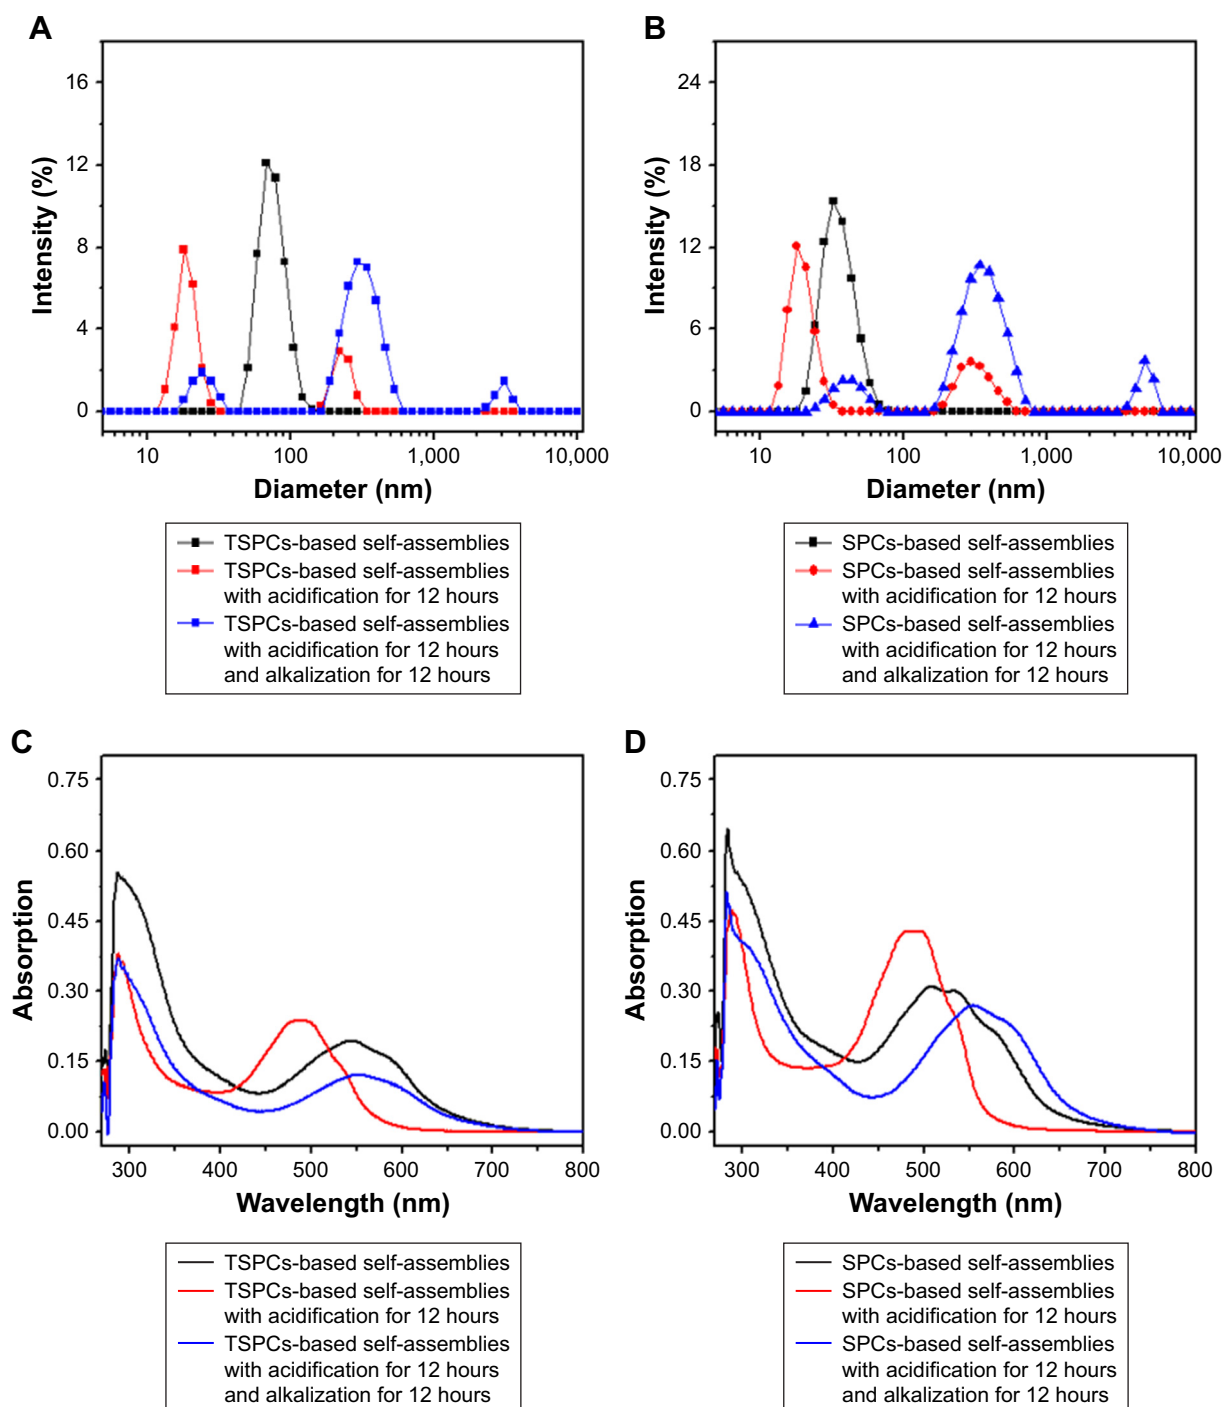 A
16
12
8
4
0
Intensity (%)
10 100 1,000 10,000
Diameter (nm)
TSPCs-based self-assemblies
TSPCs-based self-assemblies
with acidification for 12 hours
TSPCs-based self-assemblies
with acidification for 12 hours
and alkalization for 12 hours
B
24
18
12
6
0
Intensity (%)
10 100 1,000 10,000
Diameter (nm)
SPCs-based self-assemblies
SPCs-based self-assemblies
with acidification for 12 hours
SPCs-based self-assemblies
with acidification for 12 hours
and alkalization for 12 hours
C
0.75
0.60
0.45
0.30
0.15
0.00
Absorption
300 400 500 600 700 800
Wavelength (nm)
TSPCs-based self-assemblies
TSPCs-based self-assemblies
with acidification for 12 hours
TSPCs-based self-assemblies
with acidification for 12 hours
and alkalization for 12 hours
D
0.75
0.60
0.45
0.30
0.15
0.00
Absorption
300 400 500 600 700 800
Wavelength (nm)
SPCs-based self-assemblies
SPCs-based self-assemblies
with acidification for 12 hours
SPCs-based self-assemblies
with acidification for 12 hours
and alkalization for 12 hours